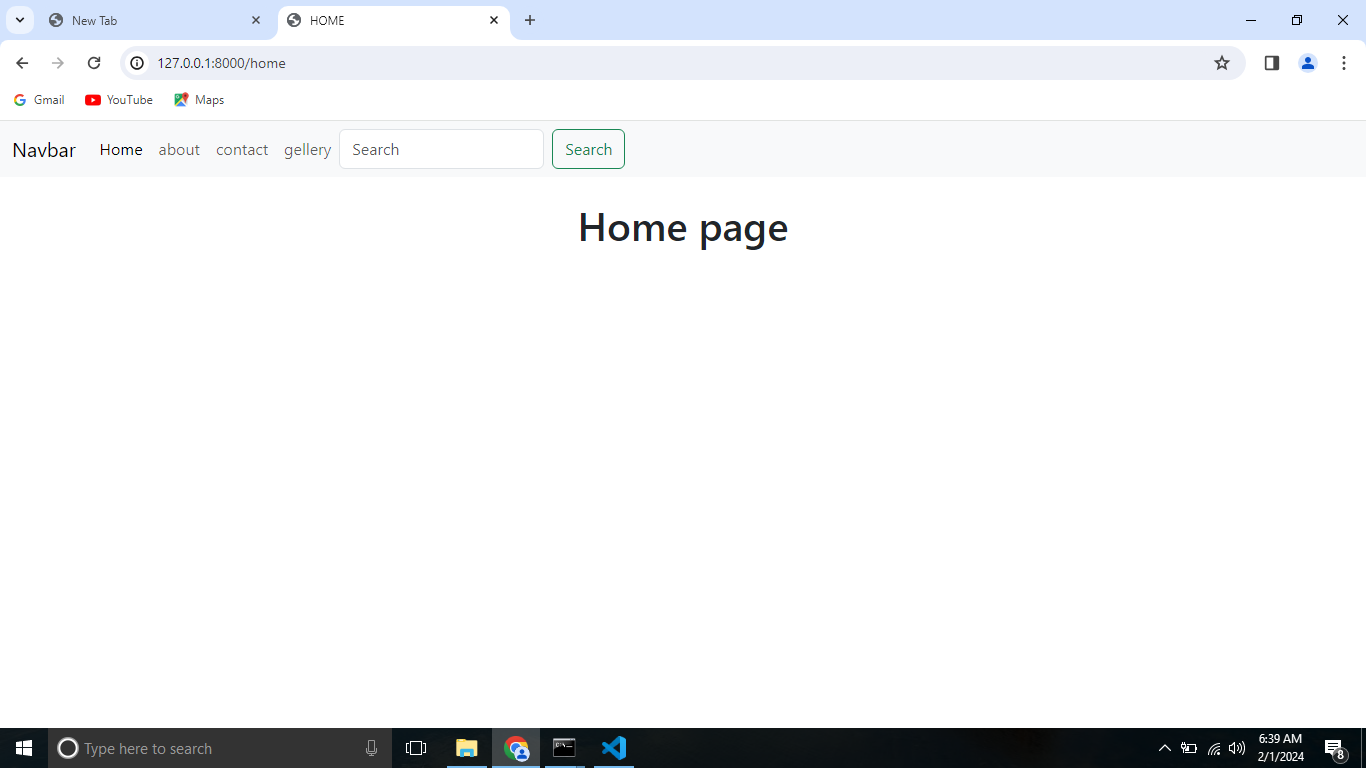 New Tab
HOME
127.0.0.1:8000/home
Gmail
YouTube
Maps
Navbar
Home
about
contact
gellery
Search
Search
Home page
Type here to search
6:39 AM
2/1/2024
8